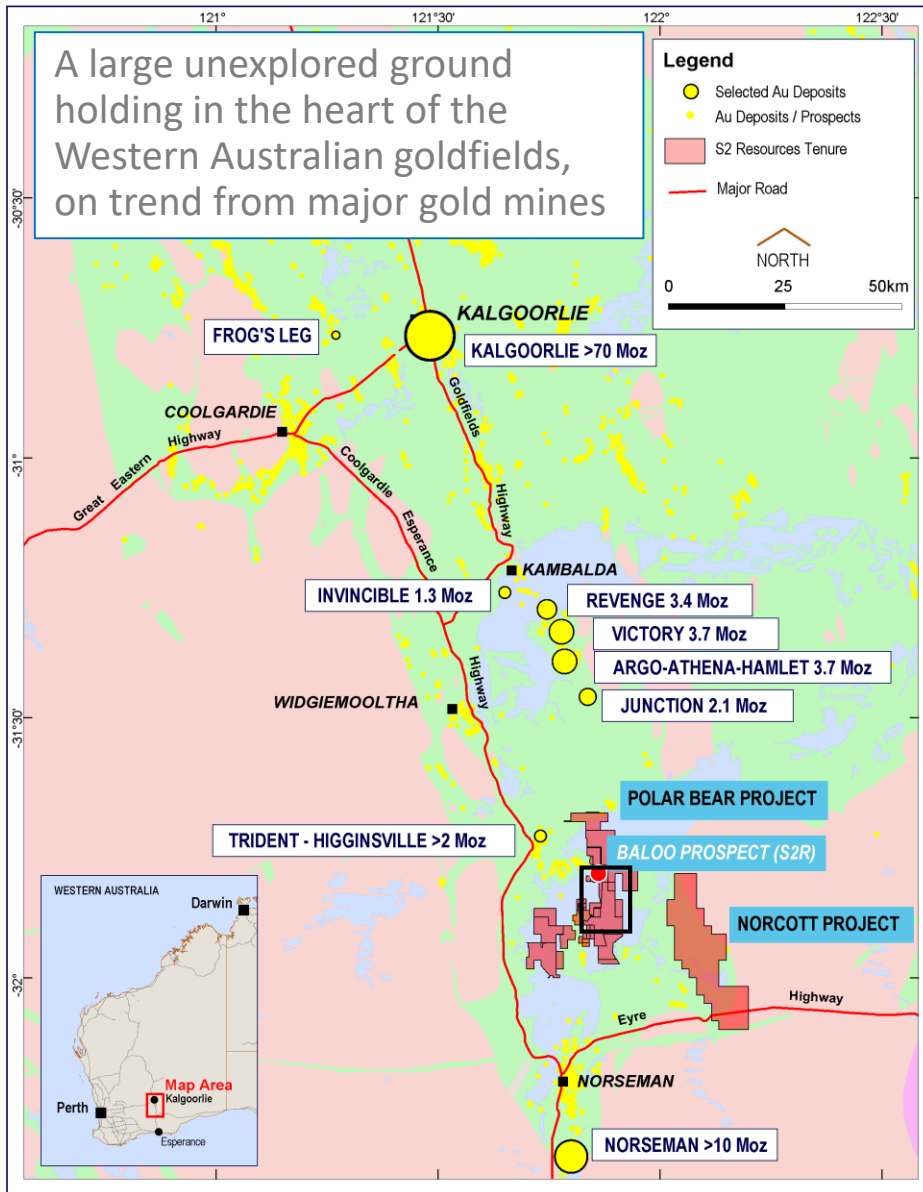 121°
121°30'
122°
122°30'
A large unexplored ground
holding in the heart of the
Western Australian goldfields,
on trend from major gold mines
Legend
Selected Au Deposits
Au Deposits / Prospects
S2 Resources Tenure
Major Road
NORTH
0 25 50km
-30°30'
KALGOORLIE
FROG'S LEG
KALGOORLIE >70 Moz
COOLGARDIE
Goldfields
Highway
Great Eastern Highway
-31°
Coolgardie
Esperance
Highway
KAMBALDA
INVINCIBLE 1.3 Moz
REVENGE 3.4 Moz
VICTORY 3.7 Moz
ARGO-ATHENA-HAMLET 3.7 Moz
WIDGIEMOOLTHA
JUNCTION 2.1 Moz
-31°30'
POLAR BEAR PROJECT
TRIDENT - HIGGINSVILLE >2 Moz
BALOO PROSPECT (S2R)
NORCOTT PROJECT
-32°
Eyre Highway
NORSEMAN
NORSEMAN >10 Moz
WESTERN AUSTRALIA
Darwin
Map Area
Kalgoorlie
Perth
Esperance